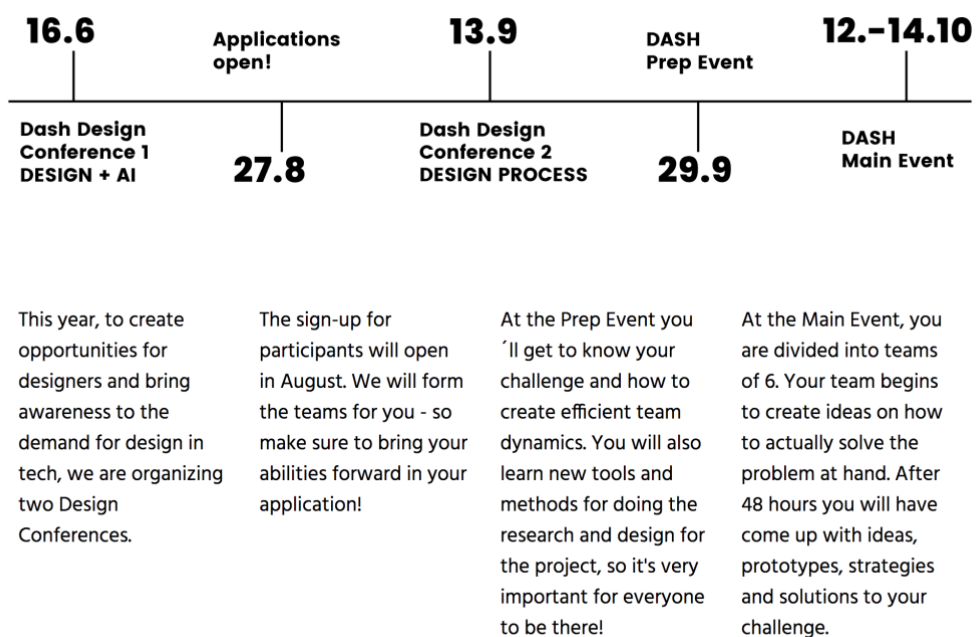 16.6
Applications
open!
13.9
DASH
Prep Event
12.-14.10
Dash Design
Conference 1
DESIGN + AI
27.8
Dash Design
Conference 2
DESIGN PROCESS
29.9
DASH
Main Event
This year, to create
opportunities for
designers and bring
awareness to the
demand for design in
tech, we are organizing
two Design
Conferences.
The sign-up for
participants will open
in August. We will form
the teams for you - so
make sure to bring your
abilities forward in your
application!
At the Prep Event you
´ll get to know your
challenge and how to
create efficient team
dynamics. You will also
learn new tools and
methods for doing the
research and design for
the project, so it's very
important for everyone
to be there!
At the Main Event, you
are divided into teams
of 6. Your team begins
to create ideas on how
to actually solve the
problem at hand. After
48 hours you will have
come up with ideas,
prototypes, strategies
and solutions to your
challenge.